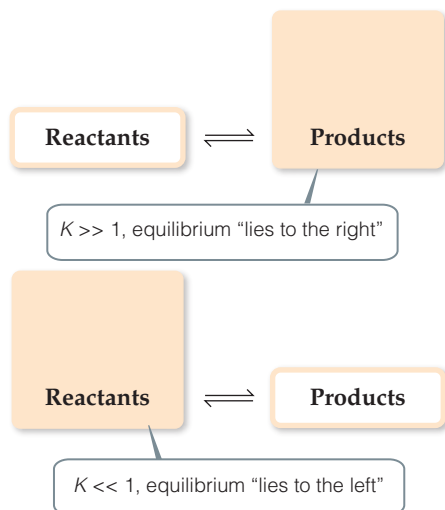 Reactants ⇌ Products
K >> 1, equilibrium “lies to the right”
Reactants ⇌ Products
K << 1, equilibrium “lies to the left”